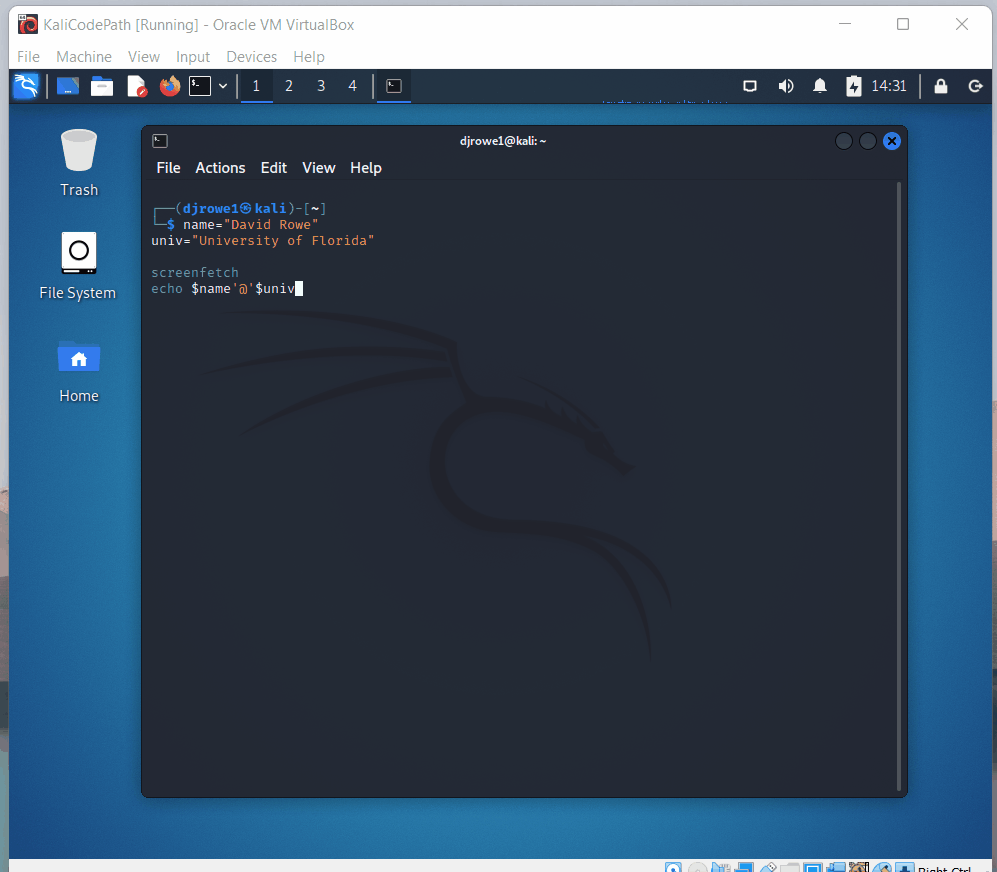 KaliCodePath [Running] - Oracle VM VirtualBox
File Machine View Input Devices Help
1 2 3 4 14:31
djrowe1@kali: ~
File Actions Edit View Help
Trash
File System
Home
┌──(djrowe1㉿kali)-[~]
└─$ name="David Rowe"
univ="University of Florida"
screenfetch
echo $name'@'$univ
Right Ctrl